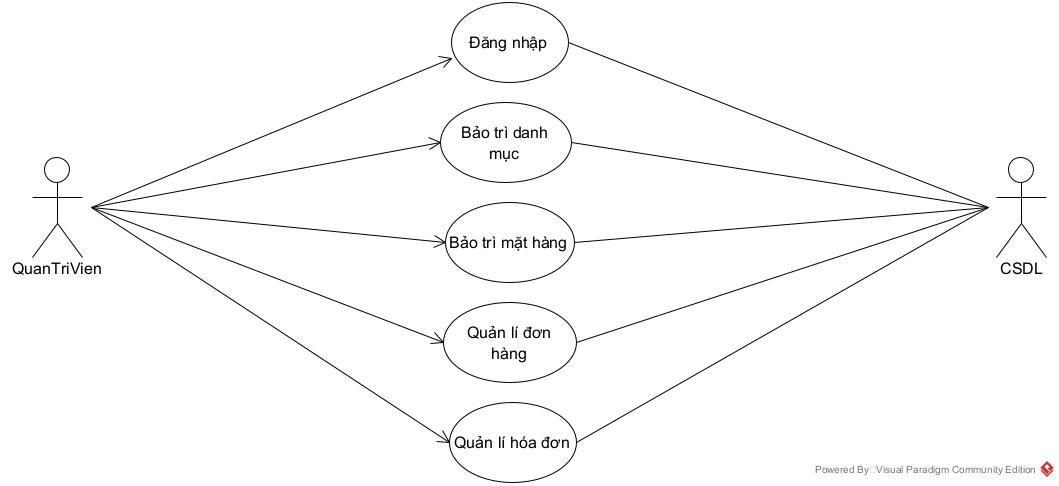 Đăng nhập
Bảo trì danh
mục
Bảo trì mặt hàng
QuanTriVien
CSDL
Quản lí đơn
hàng
Quản lí hóa đơn
Powered By Visual Paradigm Community Edition